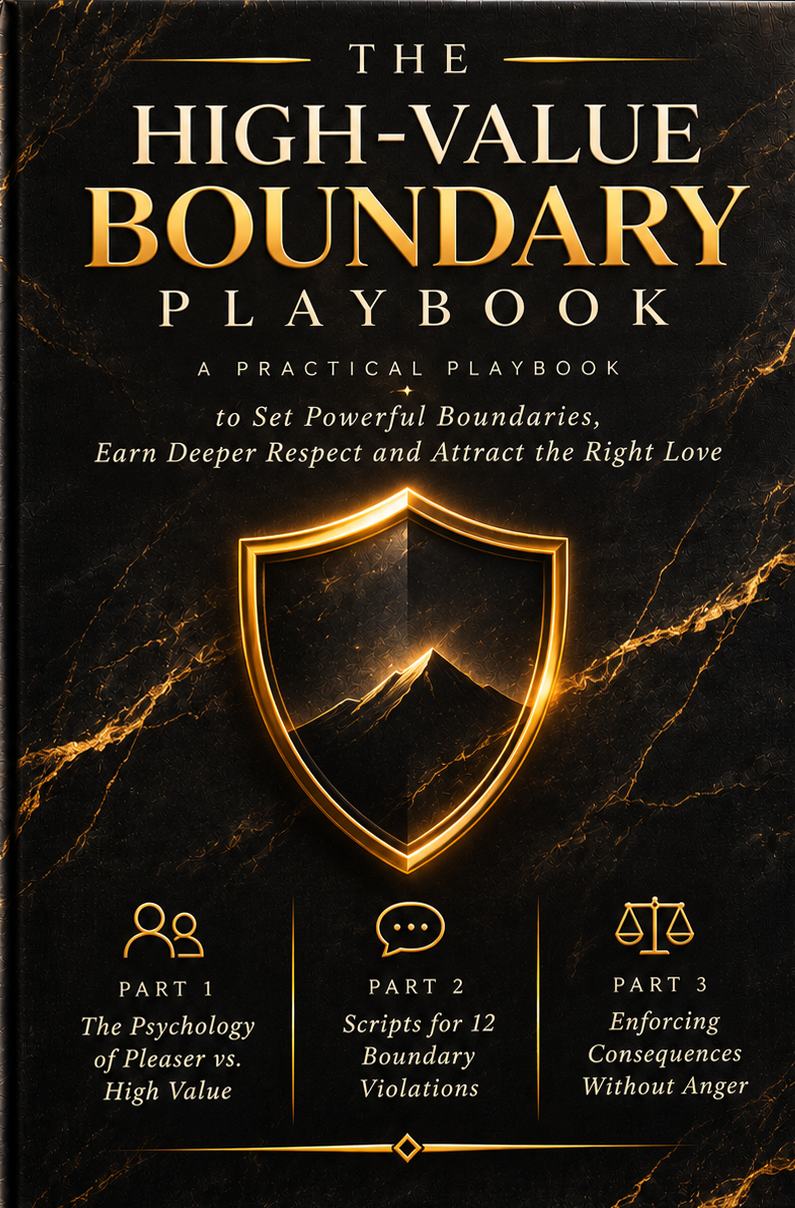 THE
HIGH-VALUE
BOUNDARY
PLAYBOOK
A PRACTICAL PLAYBOOK
to Set Powerful Boundaries,
Earn Deeper Respect and Attract the Right Love
PART 1
The Psychology
of Pleaser vs.
High Value
PART 2
Scripts for 12
Boundary
Violations
PART 3
Enforcing
Consequences
Without Anger